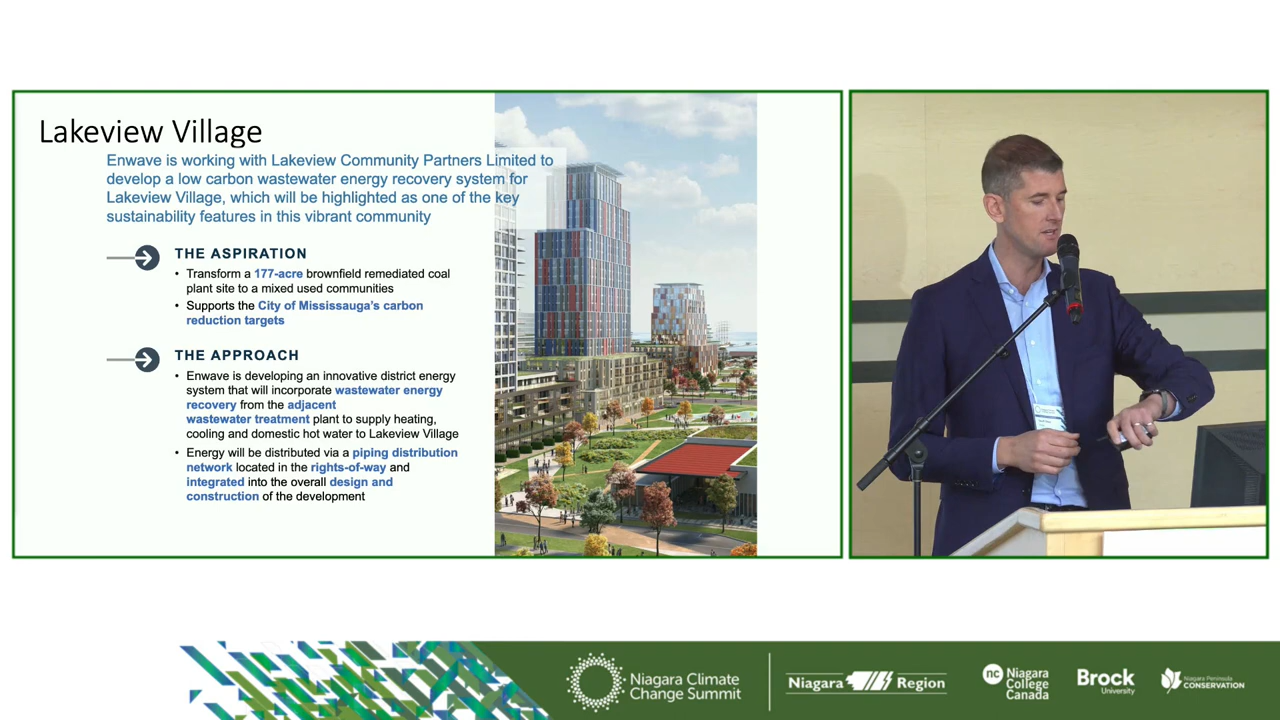 Lakeview Village
Enwave is working with Lakeview Community Partners Limited to
develop a low carbon wastewater energy recovery system for
Lakeview Village, which will be highlighted as one of the key
sustainability features in this vibrant community
THE ASPIRATION
• Transform a 177-acre brownfield remediated coal
plant site to a mixed used communities
• Supports the City of Mississauga's carbon
reduction targets
THE APPROACH
• Enwave is developing an innovative district energy
system that will incorporate wastewater energy
recovery from the adjacent
wastewater treatment plant to supply heating,
cooling and domestic hot water to Lakeview Village
• Energy will be distributed via a piping distribution
network located in the rights-of-way and
integrated into the overall design and
construction of the development
Niagara Climate
Change Summit
Niagara Region
nc
Niagara
College
Canada
Brock
University
Niagara Peninsula
CONSERVATION